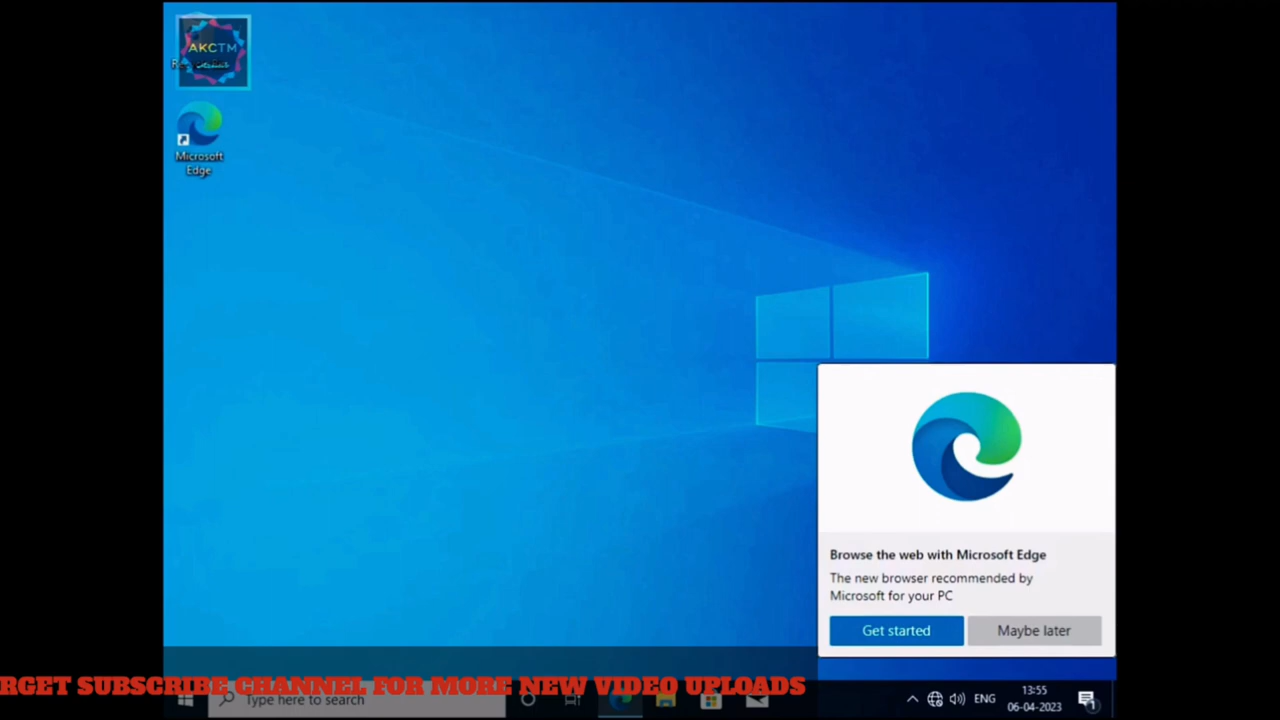 AKCTM
Microsoft
Edge
Browse the web with Microsoft Edge
The new browser recommended by
Microsoft for your PC
Get started
Maybe later
RGET SUBSCRIBE CHANNEL FOR MORE NEW VIDEO UPLOADS
Type here to search
ENG
13:55
06-04-2023
1